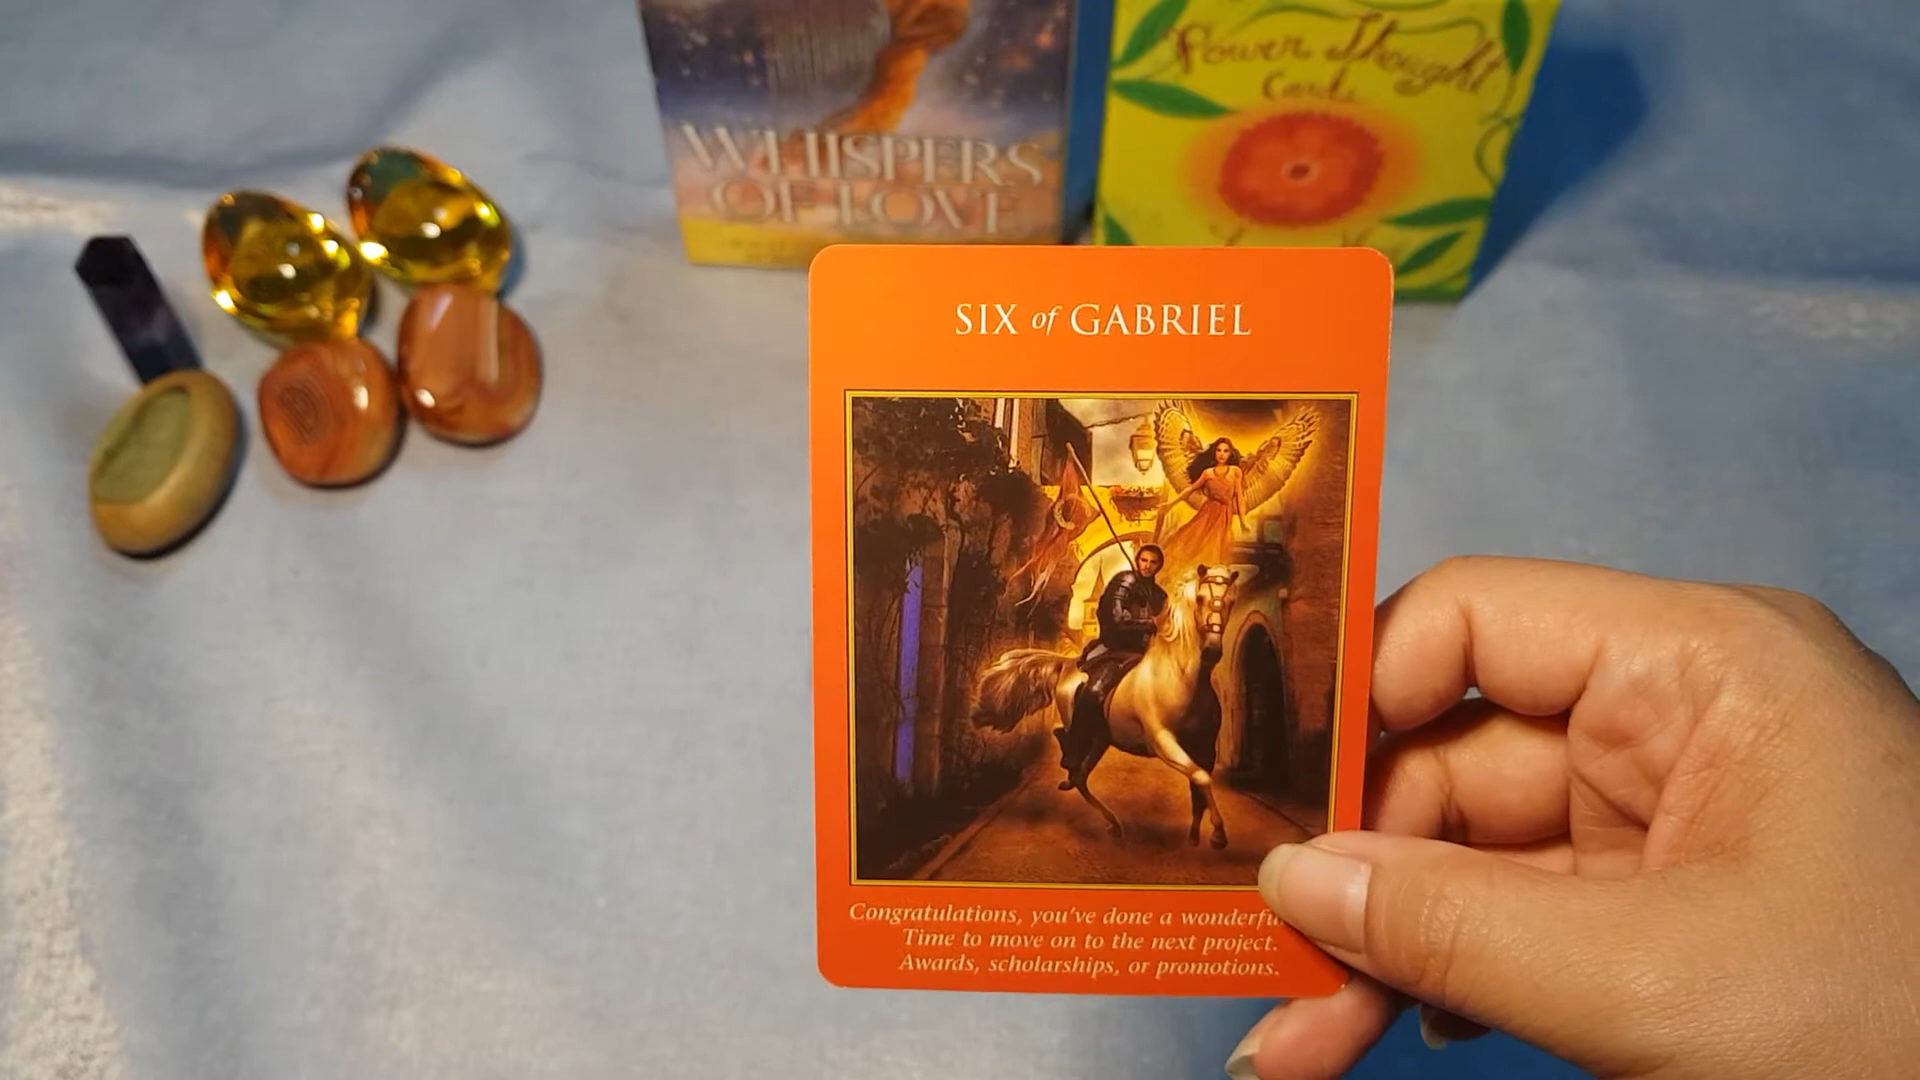 WHISPERS
OF LOVE
Power Thought
Cards
SIX of GABRIEL
Congratulations, you've done a
Time to move on to the next project.
Awards, scholarships, or promotions.